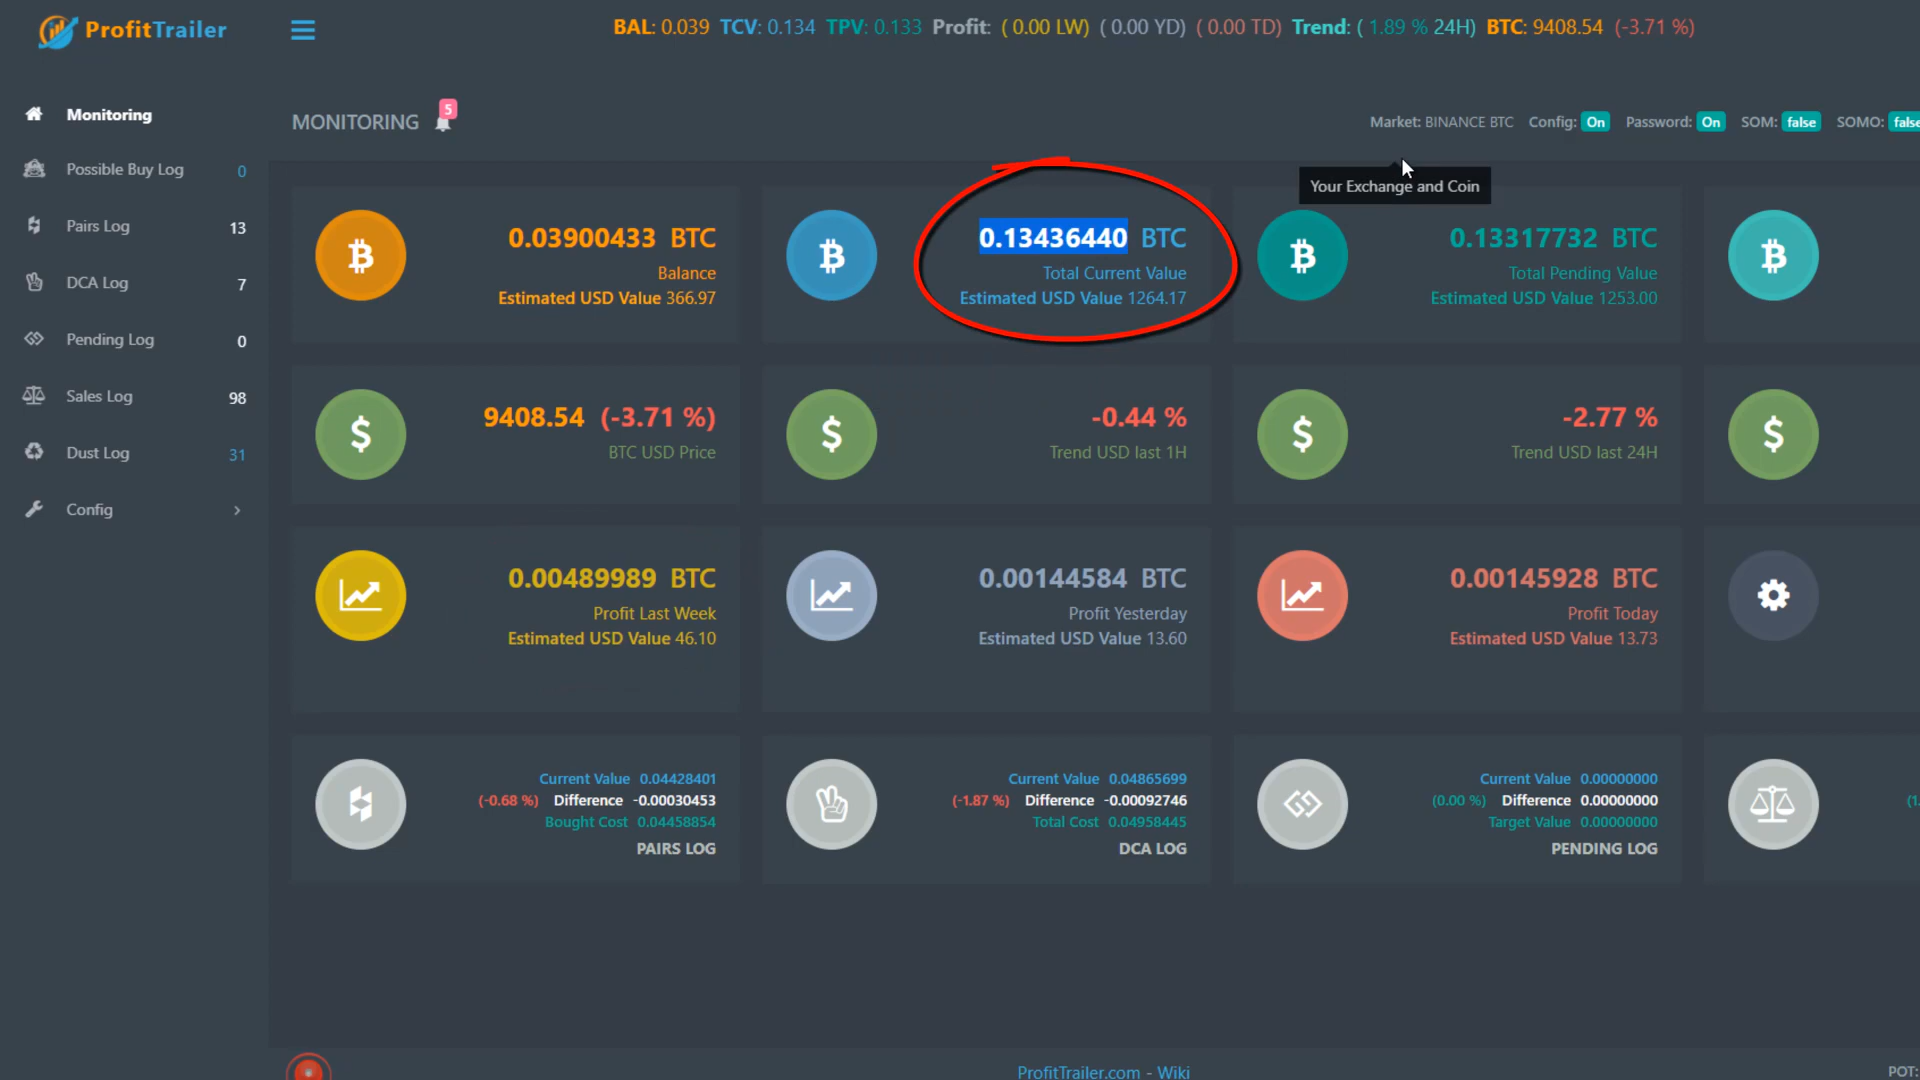 ProfitTrailer
BAL: 0.039 TCV: 0.134 TPV: 0.133 Profit: ( 0.00 LW) ( 0.00 YD) ( 0.00 TD) Trend: ( 1.89 % 24H) BTC: 9408.54 (-3.71 %)
Monitoring
Possible Buy Log 0
Pairs Log 13
DCA Log 7
Pending Log 0
Sales Log 98
Dust Log 31
Config
MONITORING 5
Market: BINANCE BTC Config: On Password: On SOM: false SOMO: false
Your Exchange and Coin
0.03900433 BTC
Balance
Estimated USD Value 366.97
0.13436440 BTC
Total Current Value
Estimated USD Value 1264.17
0.13317732 BTC
Total Pending Value
Estimated USD Value 1253.00
9408.54 (-3.71 %)
BTC USD Price
-0.44 %
Trend USD last 1H
-2.77 %
Trend USD last 24H
0.00489989 BTC
Profit Last Week
Estimated USD Value 46.10
0.00144584 BTC
Profit Yesterday
Estimated USD Value 13.60
0.00145928 BTC
Profit Today
Estimated USD Value 13.73
Current Value 0.04428401
(-0.68 %) Difference -0.00030453
Bought Cost 0.04458854
PAIRS LOG
Current Value 0.04865699
(-1.87 %) Difference -0.00092746
Total Cost 0.04958445
DCA LOG
Current Value 0.00000000
(0.00 %) Difference 0.00000000
Target Value 0.00000000
PENDING LOG
(1.
ProfitTrailer.com - Wiki
POT: